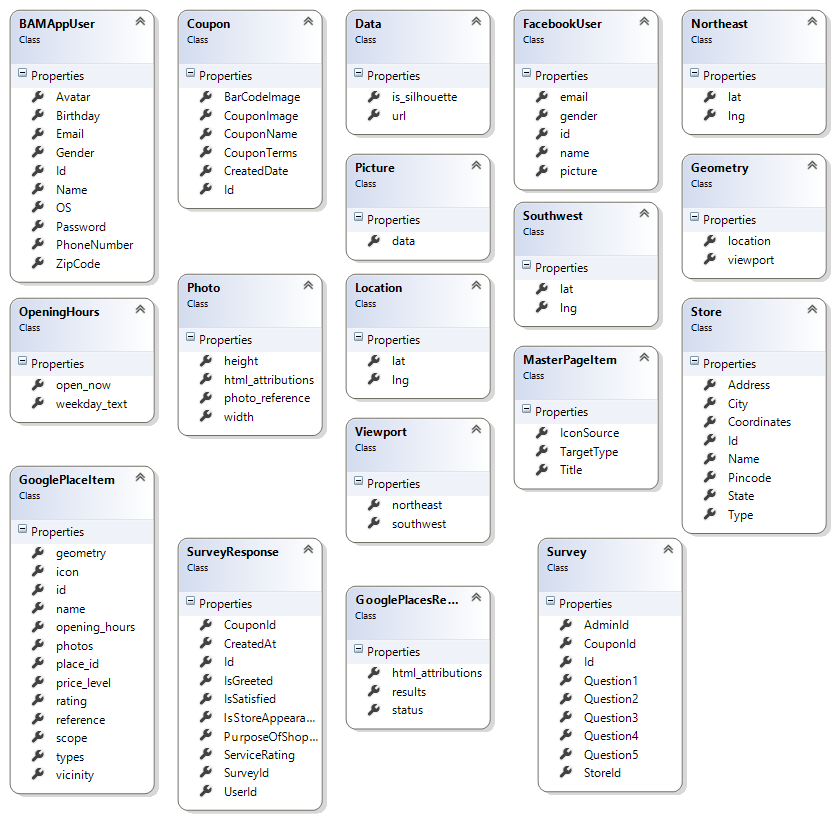 BAMAppUser
Class
Properties
Avatar
Birthday
Email
Gender
Id
Name
OS
Password
PhoneNumber
ZipCode
Coupon
Class
Properties
BarCodeImage
CouponImage
CouponName
CouponTerms
CreatedDate
Id
Data
Class
Properties
is_silhouette
url
FacebookUser
Class
Properties
email
gender
id
name
picture
Northeast
Class
Properties
lat
lng
Picture
Class
Properties
data
Geometry
Class
Properties
location
viewport
Southwest
Class
Properties
lat
lng
Photo
Class
Properties
height
html_attributions
photo_reference
width
Location
Class
Properties
lat
lng
OpeningHours
Class
Properties
open_now
weekday_text
Store
Class
Properties
Address
City
Coordinates
Id
Name
Pincode
State
Type
MasterPageItem
Class
Properties
IconSource
TargetType
Title
Viewport
Class
Properties
northeast
southwest
GooglePlaceItem
Class
Properties
geometry
icon
id
name
opening_hours
photos
place_id
price_level
rating
reference
scope
types
vicinity
SurveyResponse
Class
Properties
CouponId
CreatedAt
Id
IsGreeted
IsSatisfied
IsStoreAppeara...
PurposeOfShop...
ServiceRating
SurveyId
UserId
GooglePlacesRe...
Class
Properties
html_attributions
results
status
Survey
Class
Properties
AdminId
CouponId
Id
Question1
Question2
Question3
Question4
Question5
StoreId